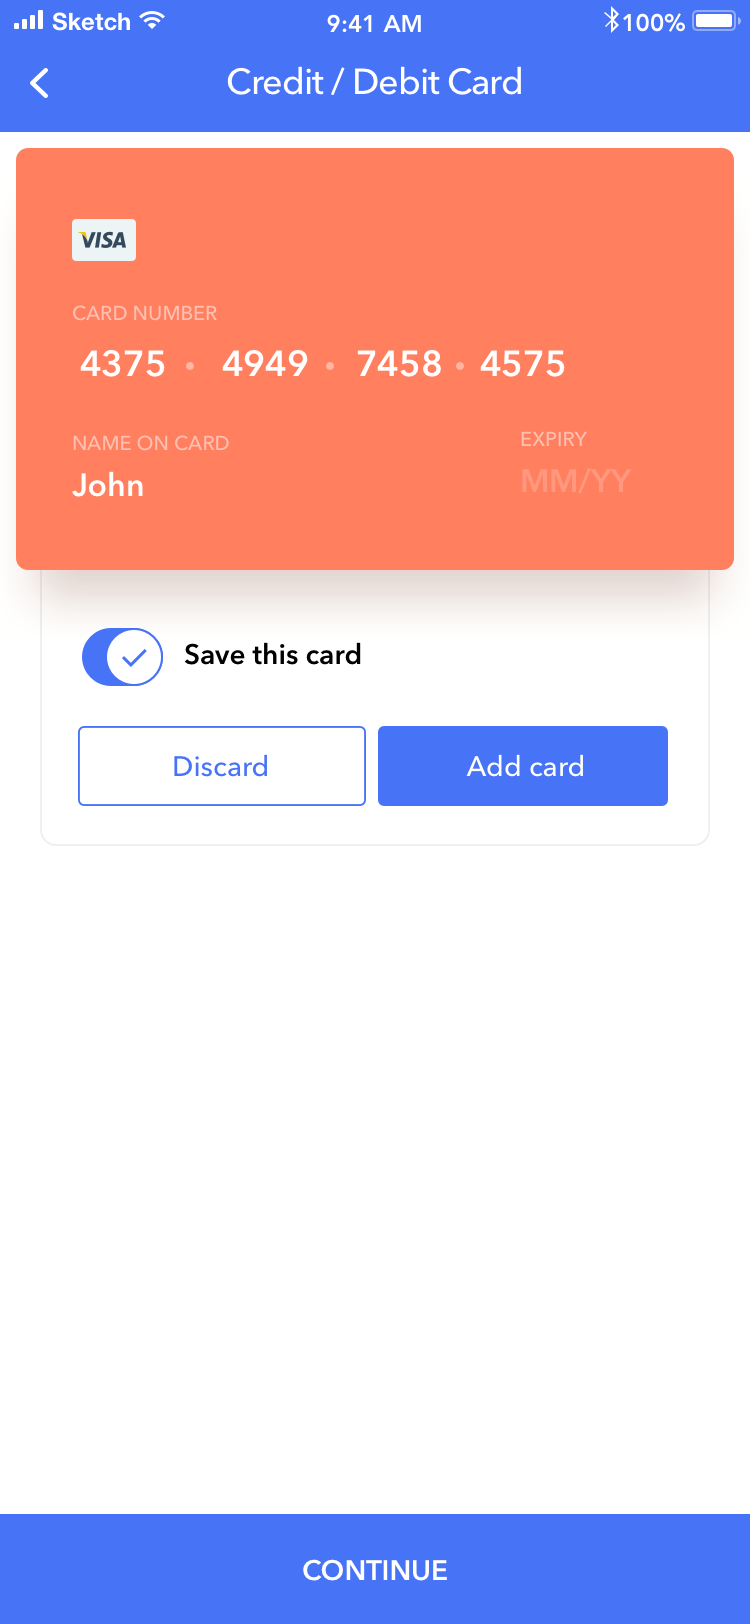 Sketch 9:41 AM 100%
Credit / Debit Card
VISA
CARD NUMBER
4375 • 4949 • 7458 • 4575
NAME ON CARD EXPIRY
John MM/YY
Save this card
Discard Add card
CONTINUE